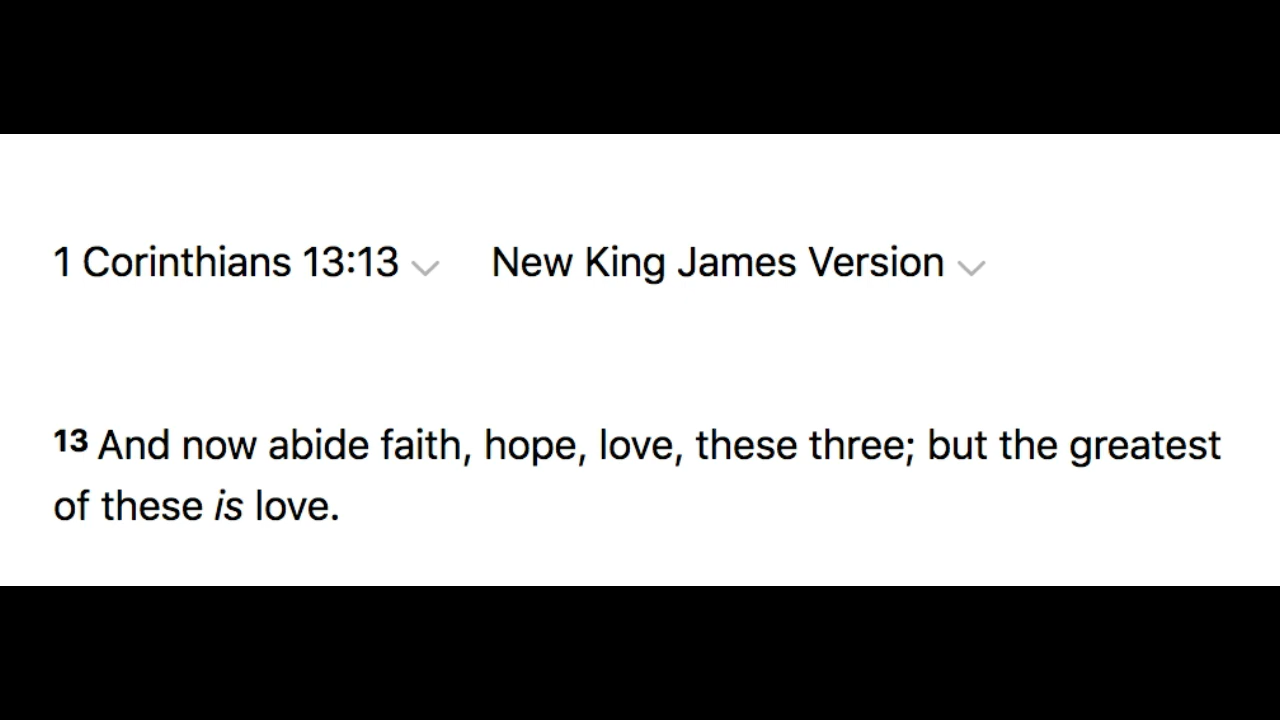 1 Corinthians 13:13 New King James Version
13 And now abide faith, hope, love, these three; but the greatest
of these is love.